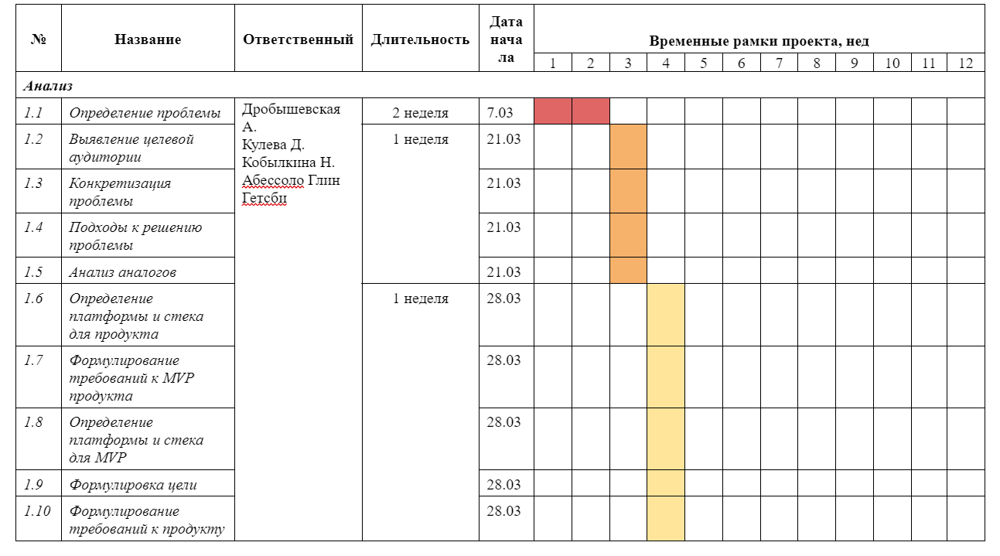 № Название Ответственный Длительность Дата
нача
ла Временные рамки проекта, нед
1 2 3 4 5 6 7 8 9 10 11 12
Анализ
1.1 Определение проблемы Дробышевская
А.
Кулева Д.
Кобылкина Н.
Абессоло Глин
Гетсби 2 неделя 7.03
1.2 Выявление целевой
аудитории 1 неделя 21.03
1.3 Конкретизация
проблемы 21.03
1.4 Подходы к решению
проблемы 21.03
1.5 Анализ аналогов 21.03
1.6 Определение
платформы и стека
для продукта 1 неделя 28.03
1.7 Формулирование
требований к MVP
продукта 28.03
1.8 Определение
платформы и стека
для MVP 28.03
1.9 Формулировка цели 28.03
1.10 Формулирование
требований к продукту 28.03